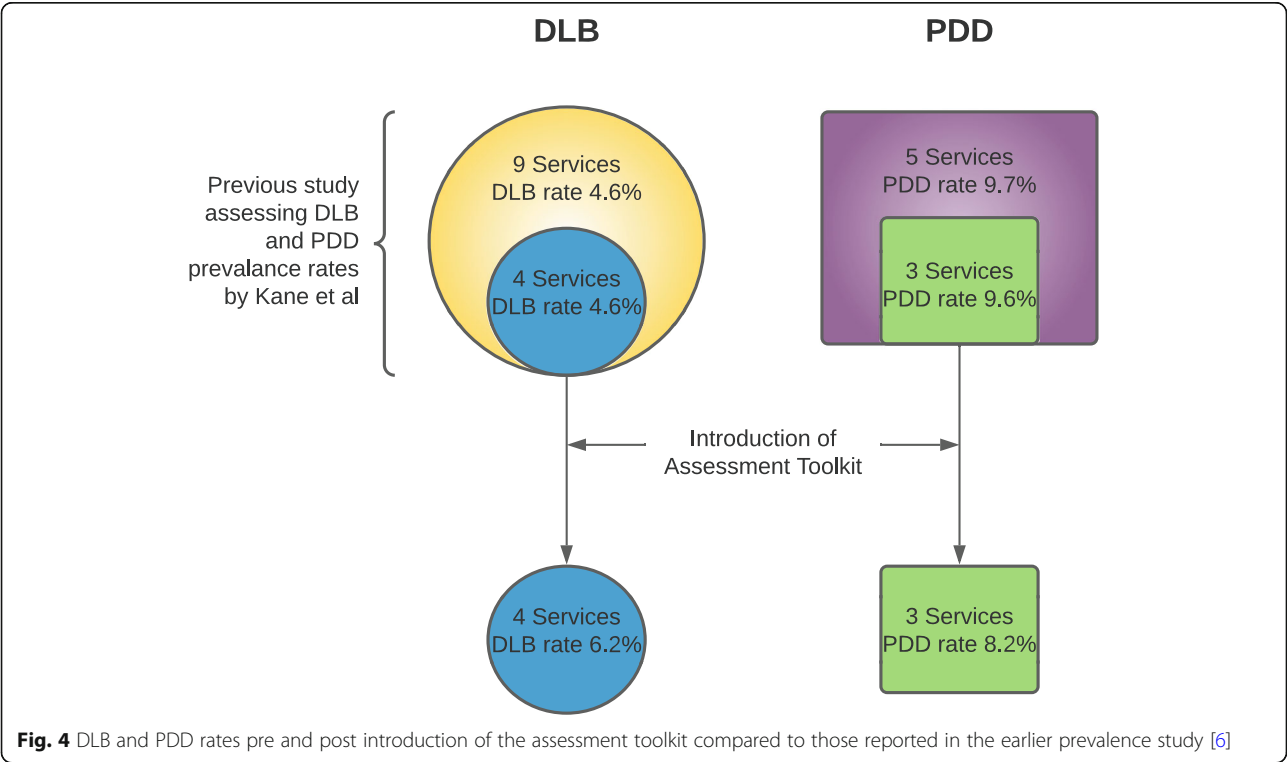 DLB
PDD
Previous study
assessing DLB
and PDD
prevalance rates
by Kane et al
9 Services
DLB rate 4.6%
4 Services
DLB rate 4.6%
5 Services
PDD rate 9.7%
3 Services
PDD rate 9.6%
Introduction of
Assessment Toolkit
4 Services
DLB rate 6.2%
3 Services
PDD rate 8.2%
Fig. 4 DLB and PDD rates pre and post introduction of the assessment toolkit compared to those reported in the earlier prevalence study [6]